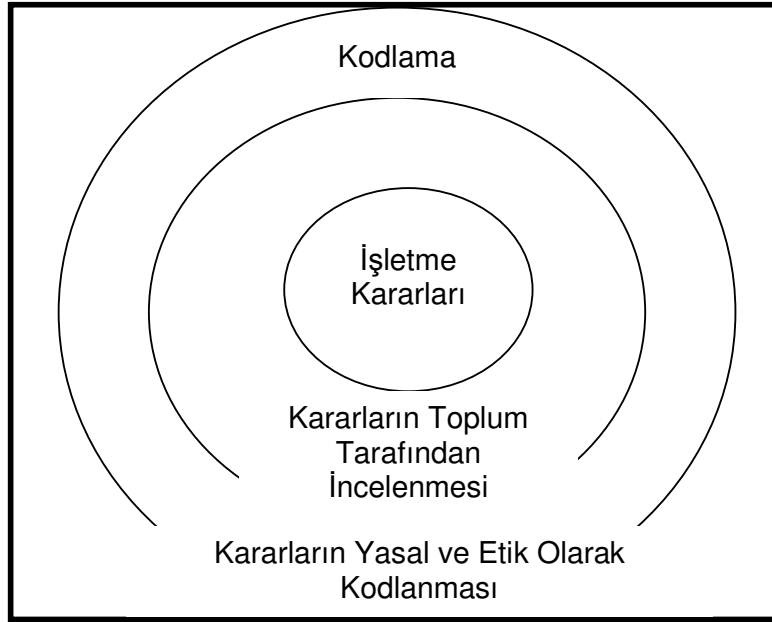 Kodlama
İşletme
Kararları
Kararların Toplum
Tarafından
İncelenmesi
Kararların Yasal ve Etik Olarak
Kodlanması